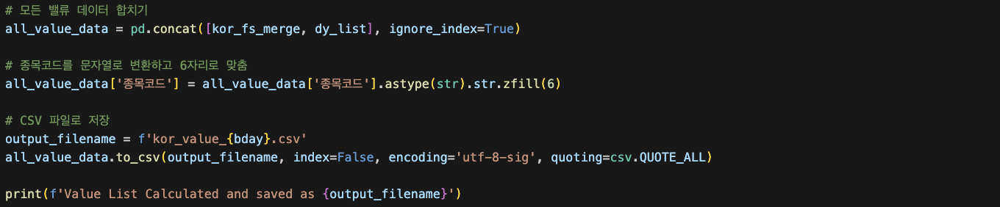 # 모든 밸류 데이터 합치기
all_value_data = pd.concat([kor_fs_merge, dy_list], ignore_index=True)
# 종목코드를 문자열로 변환하고 6자리로 맞춤
all_value_data['종목코드'] = all_value_data['종목코드'].astype(str).str.zfill(6)
# CSV 파일로 저장
output_filename = f'kor_value_{bday}.csv'
all_value_data.to_csv(output_filename, index=False, encoding='utf-8-sig', quoting=csv.QUOTE_ALL)
print(f'Value List Calculated and saved as {output_filename}')